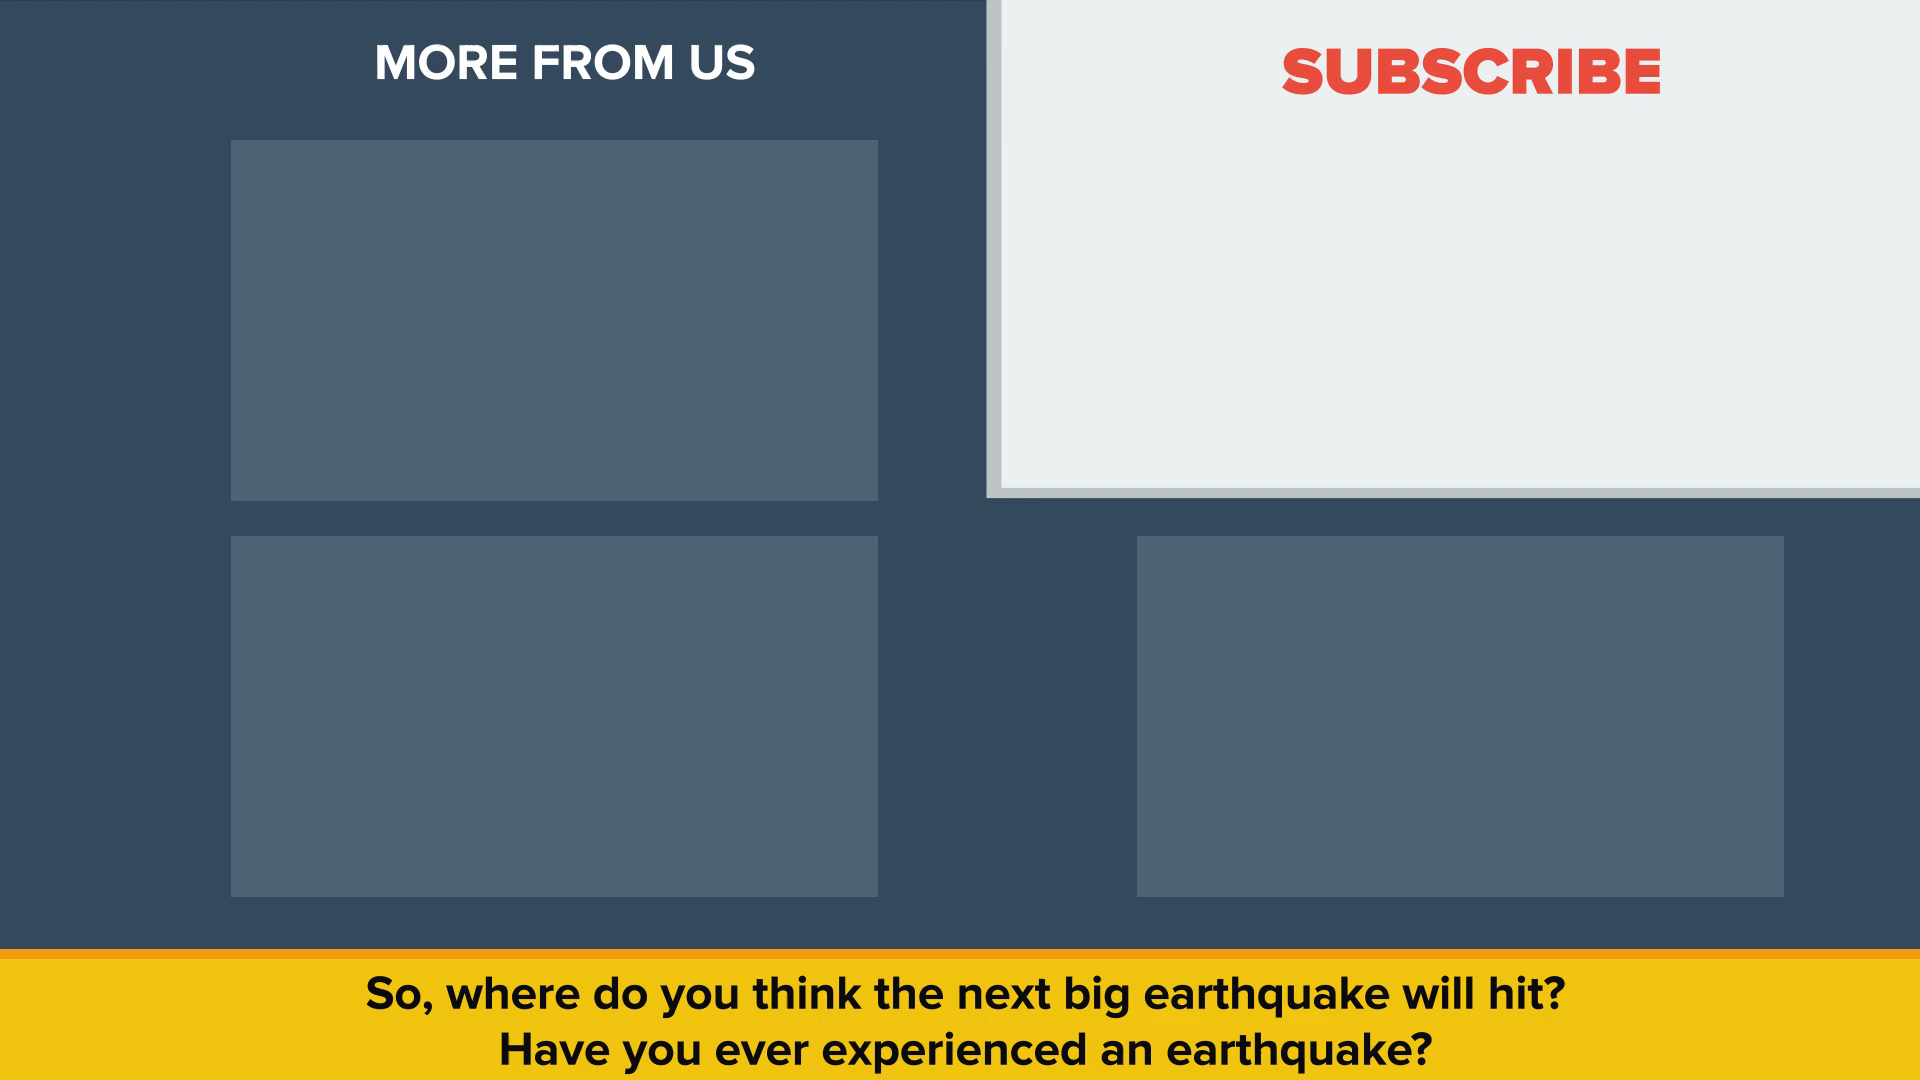 MORE FROM US
SUBSCRIBE
So, where do you think the next big earthquake will hit?
Have you ever experienced an earthquake?